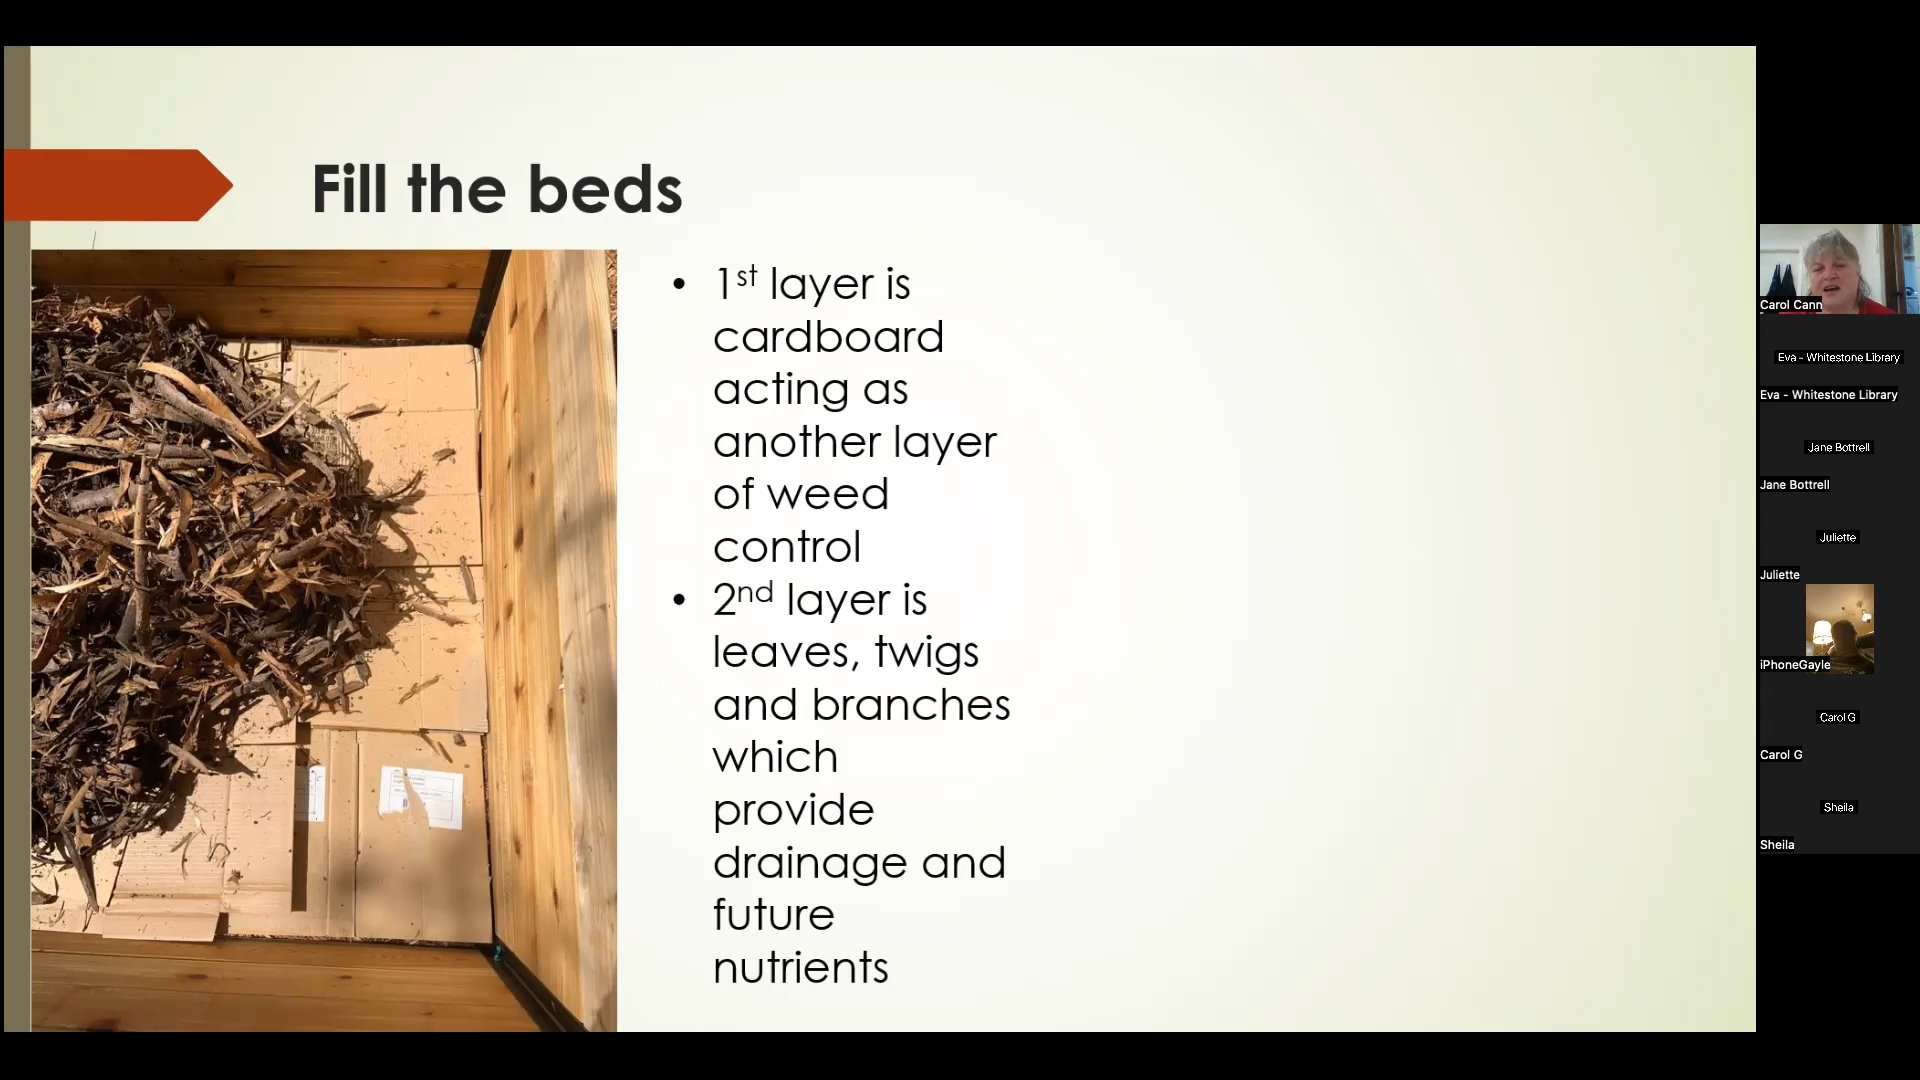 Fill the beds
• 1st layer is
cardboard
acting as
another layer
of weed
control
• 2nd layer is
leaves, twigs
and branches
which
provide
drainage and
future
nutrients
Carol Cann
Eva - Whitestone Library
Eva - Whitestone Library
Jane Bottrell
Jane Bottrell
Juliette
Juliette
iPhoneGayle
Carol G
Carol G
Sheila
Sheila